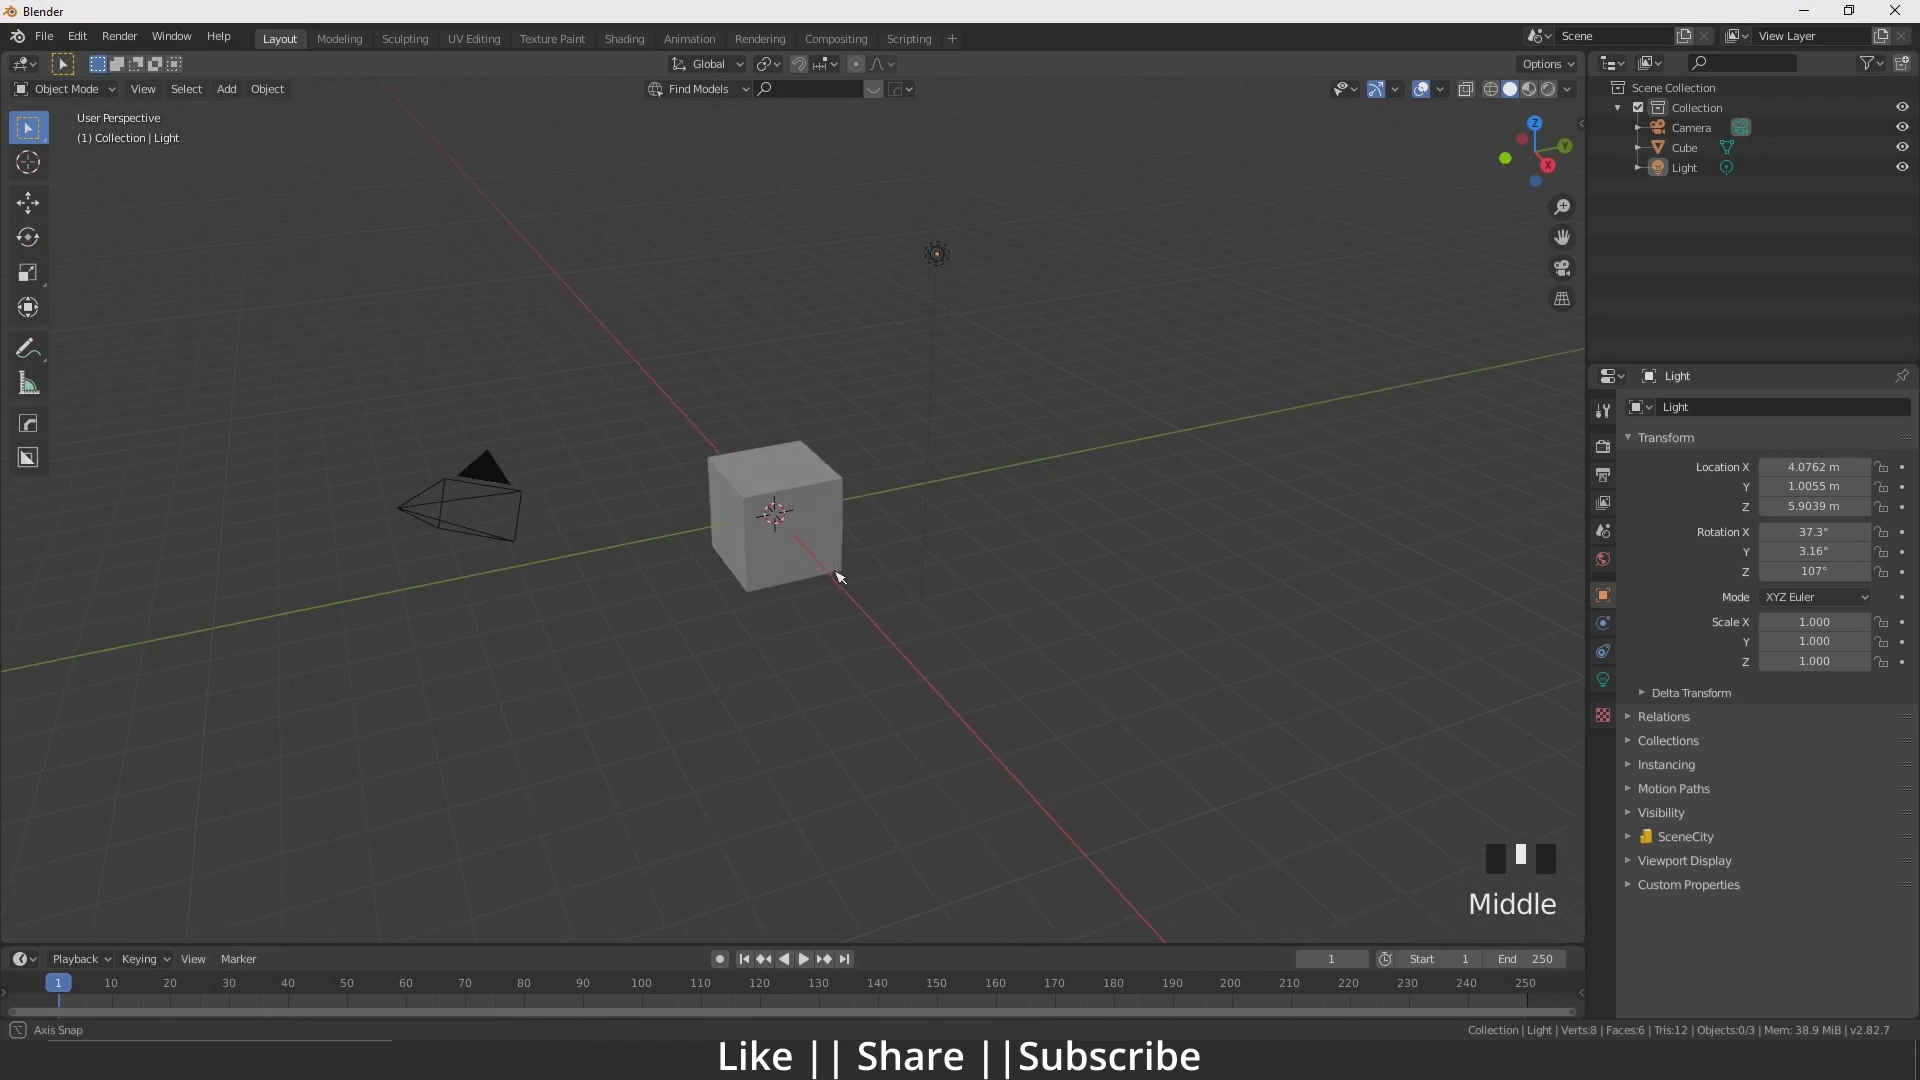 Blender
File Edit Render Window Help
Layout Modeling Sculpting UV Editing Texture Paint Shading Animation Rendering Compositing Scripting +
Scene
View Layer
Global
Options
Object Mode View Select Add Object
Find Models
User Perspective
(1) Collection | Light
Z
Y
X
Scene Collection
Collection
Camera
Cube
Light
Light
Light
Transform
Location X 4.0762 m
Y 1.0055 m
Z 5.9039 m
Rotation X 37.3°
Y 3.16°
Z 107°
Mode XYZ Euler
Scale X 1.000
Y 1.000
Z 1.000
Delta Transform
Relations
Collections
Instancing
Motion Paths
Visibility
SceneCity
Viewport Display
Custom Properties
Middle
Playback Keying View Marker
1 Start 1 End 250
1 10 20 30 40 50 60 70 80 90 100 110 120 130 140 150 160 170 180 190 200 210 220 230 240 250
Axis Snap
Collection | Light | Verts:8 | Faces:6 | Tris:12 | Objects:0/3 | Mem: 38.9 MiB | v2.82.7
Like || Share ||Subscribe